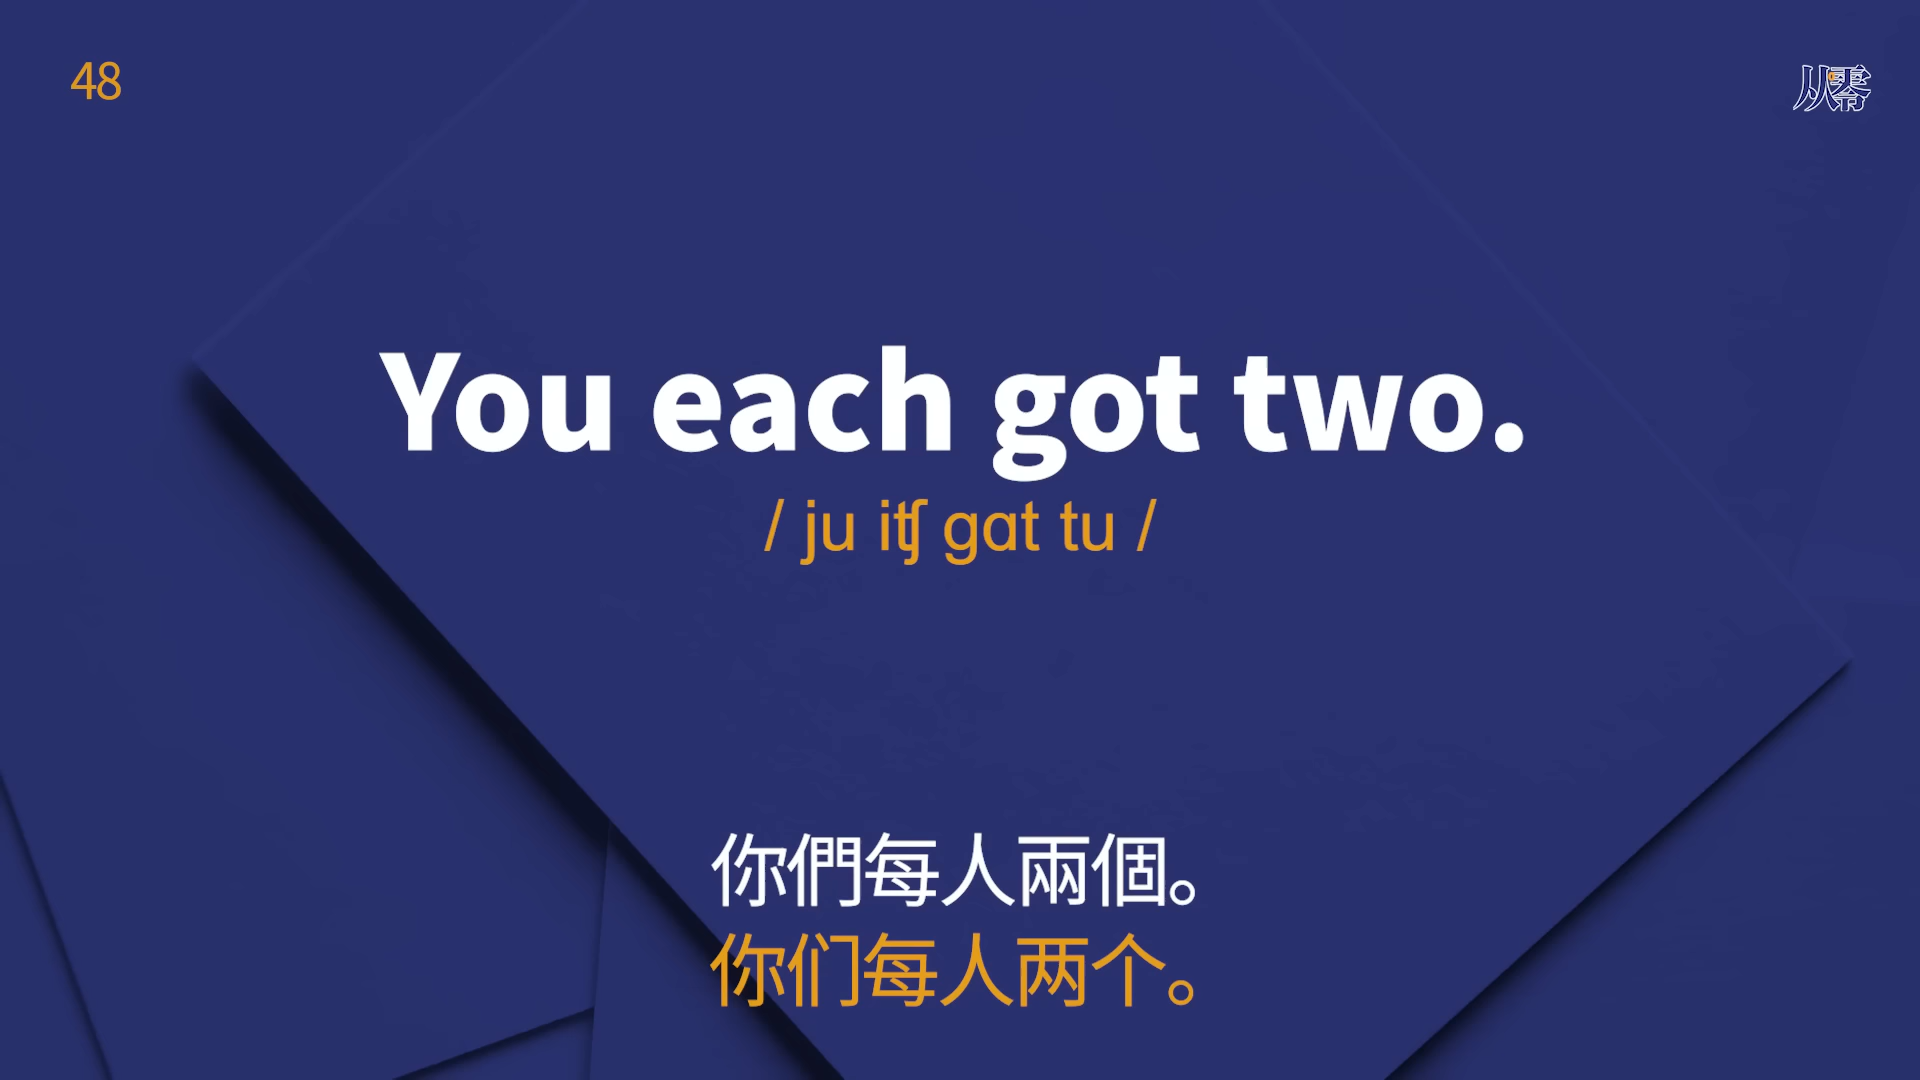 48
从零
You each got two.
/ ju iʧ gɑt tu /
你們每人兩個。
你们每人两个。